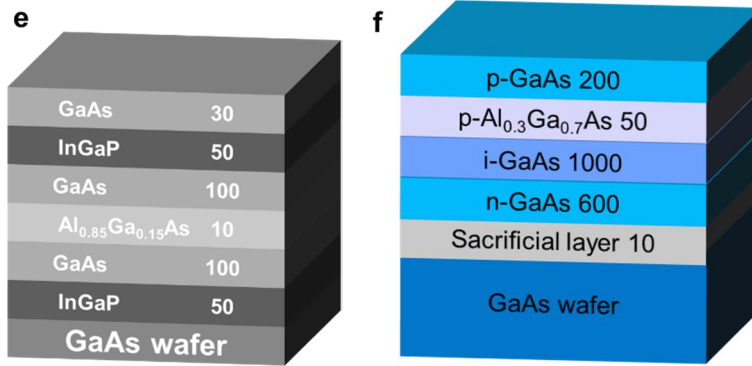 e
GaAs 30
InGaP 50
GaAs 100
Al₀.₈₅Ga₀.₁₅As 10
GaAs 100
InGaP 50
GaAs wafer
f
p-GaAs 200
p-Al₀.₃Ga₀.₇As 50
i-GaAs 1000
n-GaAs 600
Sacrificial layer 10
GaAs wafer